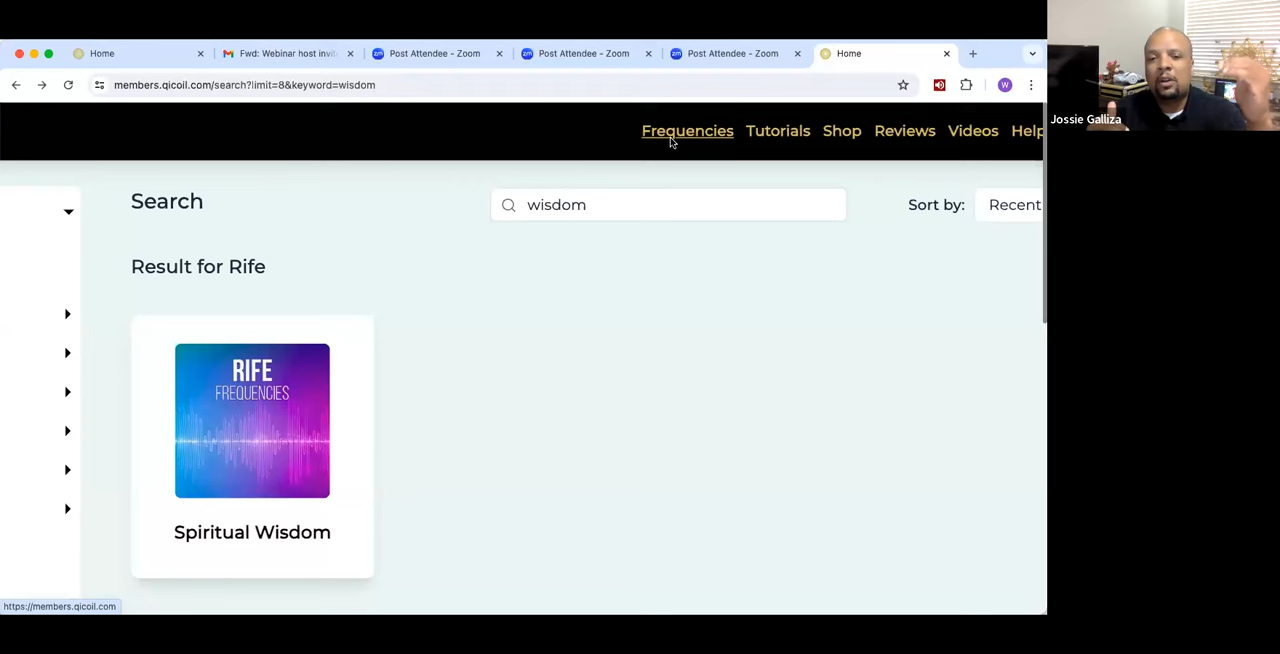 Home
Fwd: Webinar host invit
Post Attendee - Zoom
Post Attendee - Zoom
Post Attendee - Zoom
Home
members.qicoil.com/search?limit=8&keyword=wisdom
W
Jossie Galliza
Frequencies Tutorials Shop Reviews Videos Help
Search
wisdom
Sort by: Recent
Result for Rife
RIFE
FREQUENCIES
Spiritual Wisdom
https://members.qicoil.com